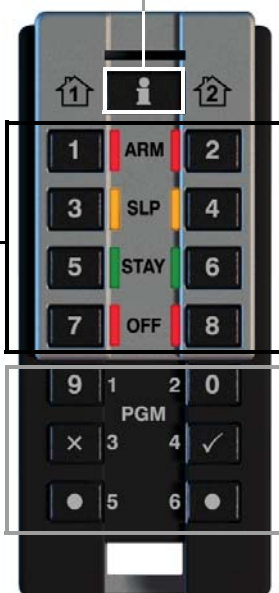 1 i 2
1 ARM 2
3 SLP 4
5 STAY 6
7 OFF 8
9 1 2 0
PGM
× 3 4 ✓
● 5 6 ●